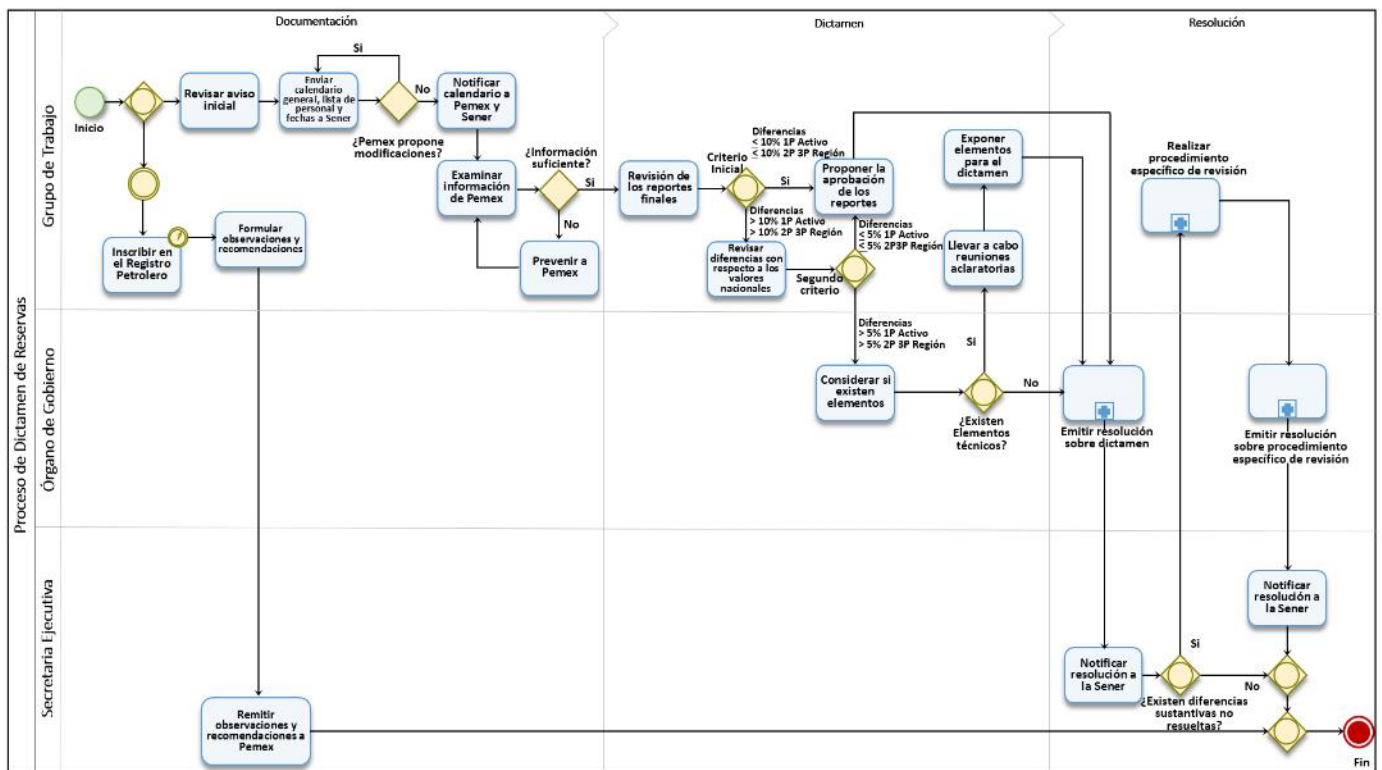 Documentación
Dictamen
Resolución
Proceso de Dictamen de Reservas
Grupo de Trabajo
Órgano de Gobierno
Secretaria Ejecutiva
Inicio
Revisar aviso
inicial
Enviar
calendario
general, lista de
personal y
fechas a Sener
Si
No
¿Pemex propone
modificaciones?
Notificar
calendario a
Pemex y
Sener
Inscribir en
el Registro
Petrolero
Formular
observaciones y
recomendaciones
Examinar
información
de Pemex
¿Información
suficiente?
Si
No
Prevenir a
Pemex
Revisión de
los reportes
finales
Criterio
Inicial
Diferencias
< 10% 1P Activo
< 10% 2P 3P Región
Si
Proponer la
aprobación de los
reportes
Diferencias
> 10% 1P Activo
> 10% 2P 3P Región
Revisar
diferencias con
respecto a los
valores
nacionales
Segundo
criterio
Diferencias
< 5% 1P Activo
< 5% 2P3P Región
Exponer
elementos
para el
dictamen
Llevar a cabo
reuniones
aclaratorias
Realizar
procedimiento
específico de revisión
Diferencias
> 5% 1P Activo
> 5% 2P 3P Región
Si
Considerar si
existen
elementos
¿Existen
Elementos
técnicos?
No
Emitir resolución
sobre dictamen
Emitir resolución
sobre procedimiento
específico de revisión
Notificar
resolución a
la Sener
Notificar
resolución a
la Sener
Si
No
¿Existen diferencias
sustantivas no
resueltas?
Remitir
observaciones y
recomendaciones a
Pemex
Fin